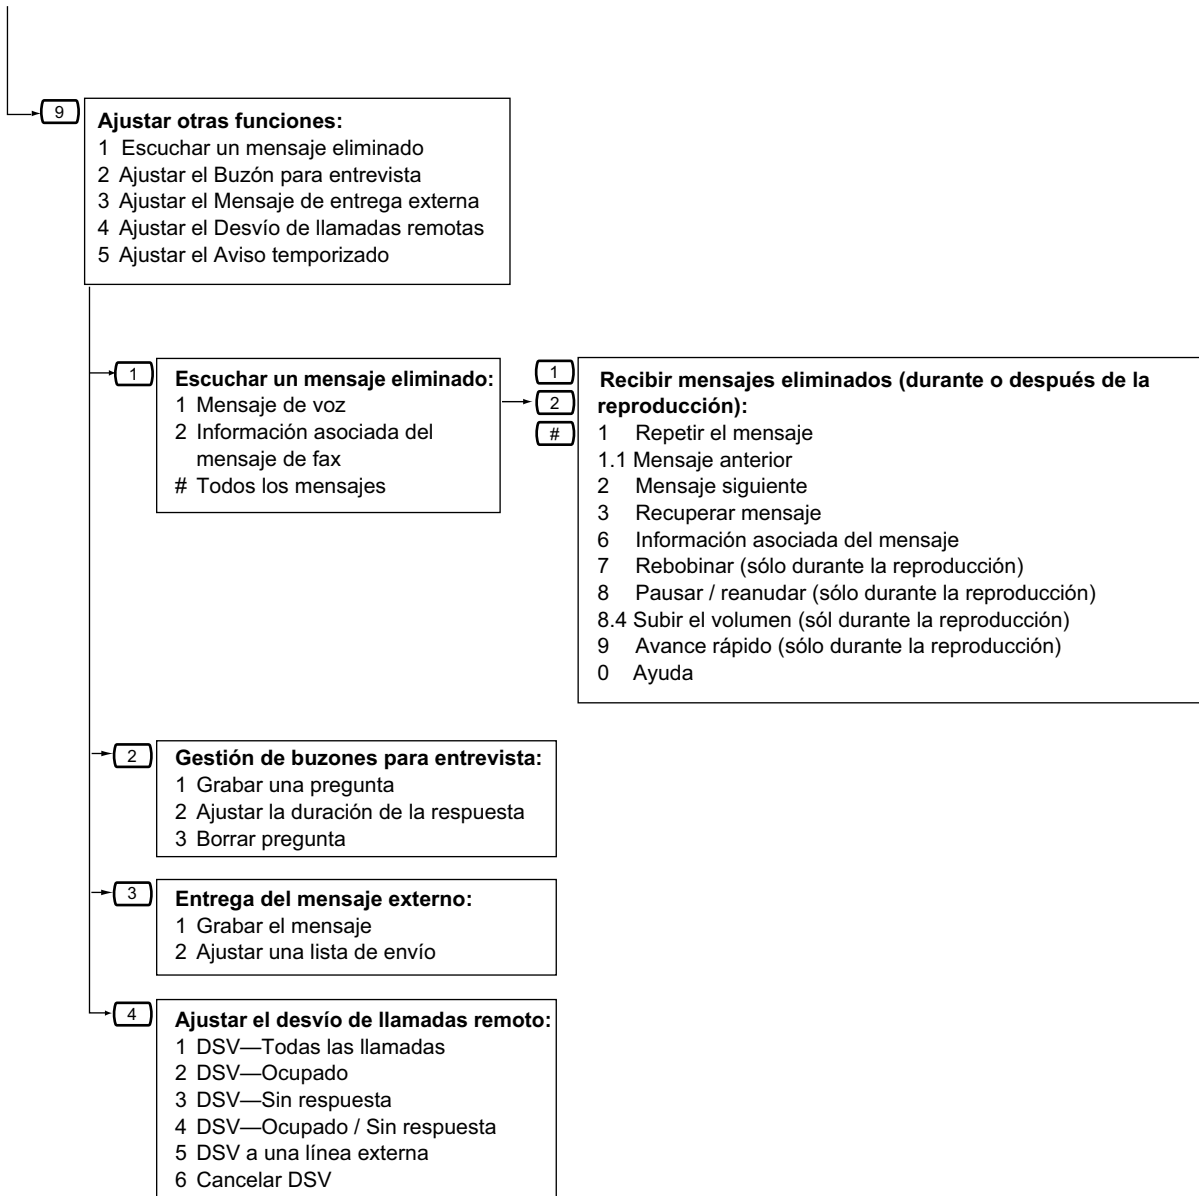 9
Ajustar otras funciones:
1 Escuchar un mensaje eliminado
2 Ajustar el Buzón para entrevista
3 Ajustar el Mensaje de entrega externa
4 Ajustar el Desvío de llamadas remotas
5 Ajustar el Aviso temporizado
1
Escuchar un mensaje eliminado:
1 Mensaje de voz
2 Información asociada del
mensaje de fax
# Todos los mensajes
1
2
#
Recibir mensajes eliminados (durante o después de la
reproducción):
1 Repetir el mensaje
1.1 Mensaje anterior
2 Mensaje siguiente
3 Recuperar mensaje
6 Información asociada del mensaje
7 Rebobinar (sólo durante la reproducción)
8 Pausar / reanudar (sólo durante la reproducción)
8.4 Subir el volumen (sól durante la reproducción)
9 Avance rápido (sólo durante la reproducción)
0 Ayuda
2
Gestión de buzones para entrevista:
1 Grabar una pregunta
2 Ajustar la duración de la respuesta
3 Borrar pregunta
3
Entrega del mensaje externo:
1 Grabar el mensaje
2 Ajustar una lista de envío
4
Ajustar el desvío de llamadas remoto:
1 DSV—Todas las llamadas
2 DSV—Ocupado
3 DSV—Sin respuesta
4 DSV—Ocupado / Sin respuesta
5 DSV a una línea externa
6 Cancelar DSV